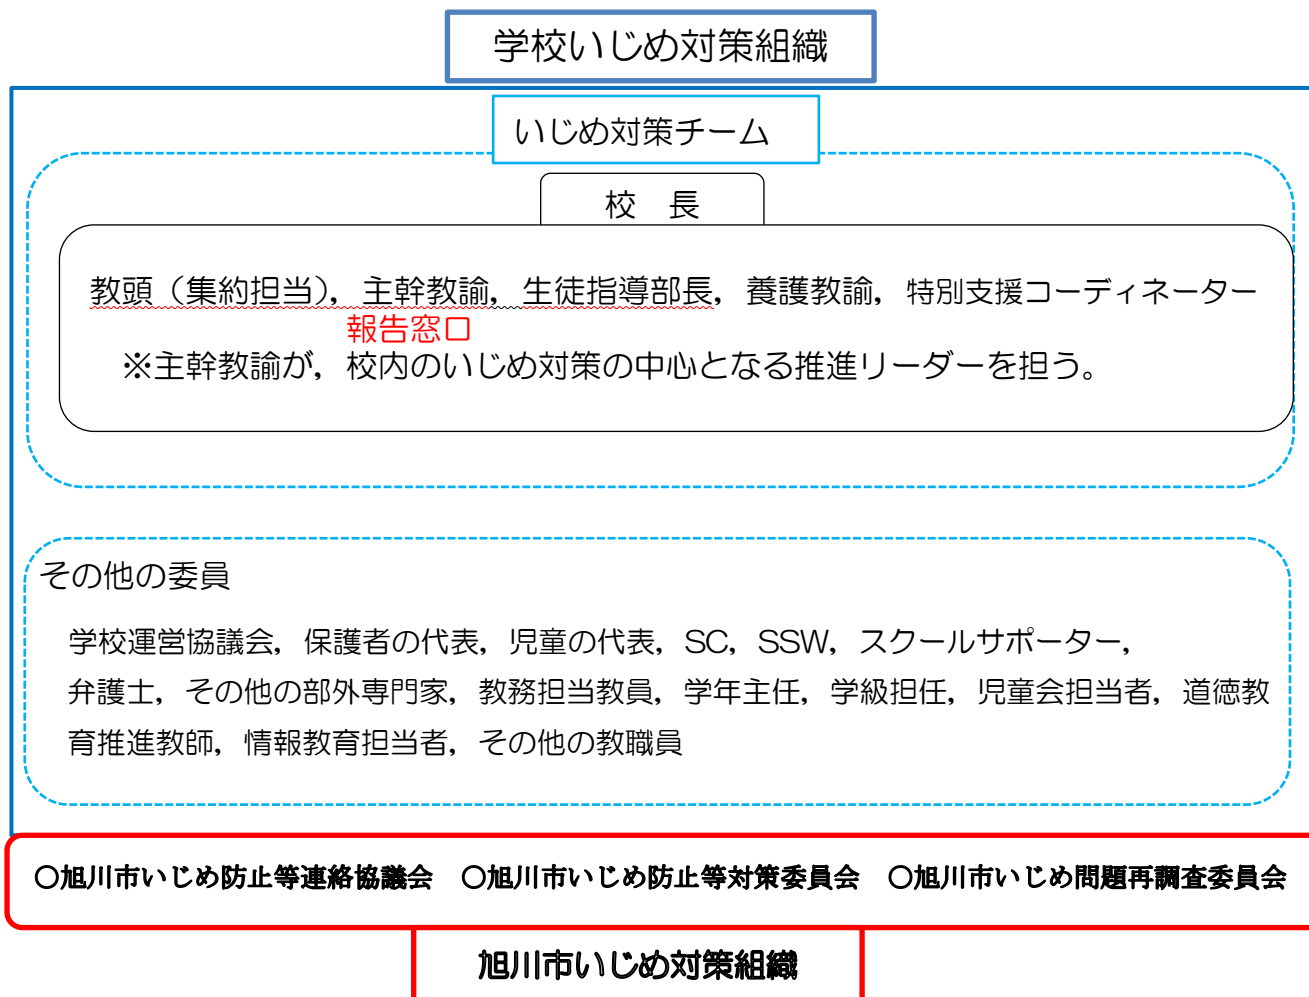 学校いじめ対策組織
いじめ対策チーム
校　長
教頭（集約担当），主幹教諭，生徒指導部長，養護教諭，特別支援コーディネーター
報告窓口
※主幹教諭が，校内のいじめ対策の中心となる推進リーダーを担う。
その他の委員
学校運営協議会，保護者の代表，児童の代表，SC，SSW，スクールサポーター，
弁護士，その他の部外専門家，教務担当教員，学年主任，学級担任，児童会担当者，道徳教
育推進教師，情報教育担当者，その他の教職員
○旭川市いじめ防止等連絡協議会　○旭川市いじめ防止等対策委員会　○旭川市いじめ問題再調査委員会
旭川市いじめ対策組織